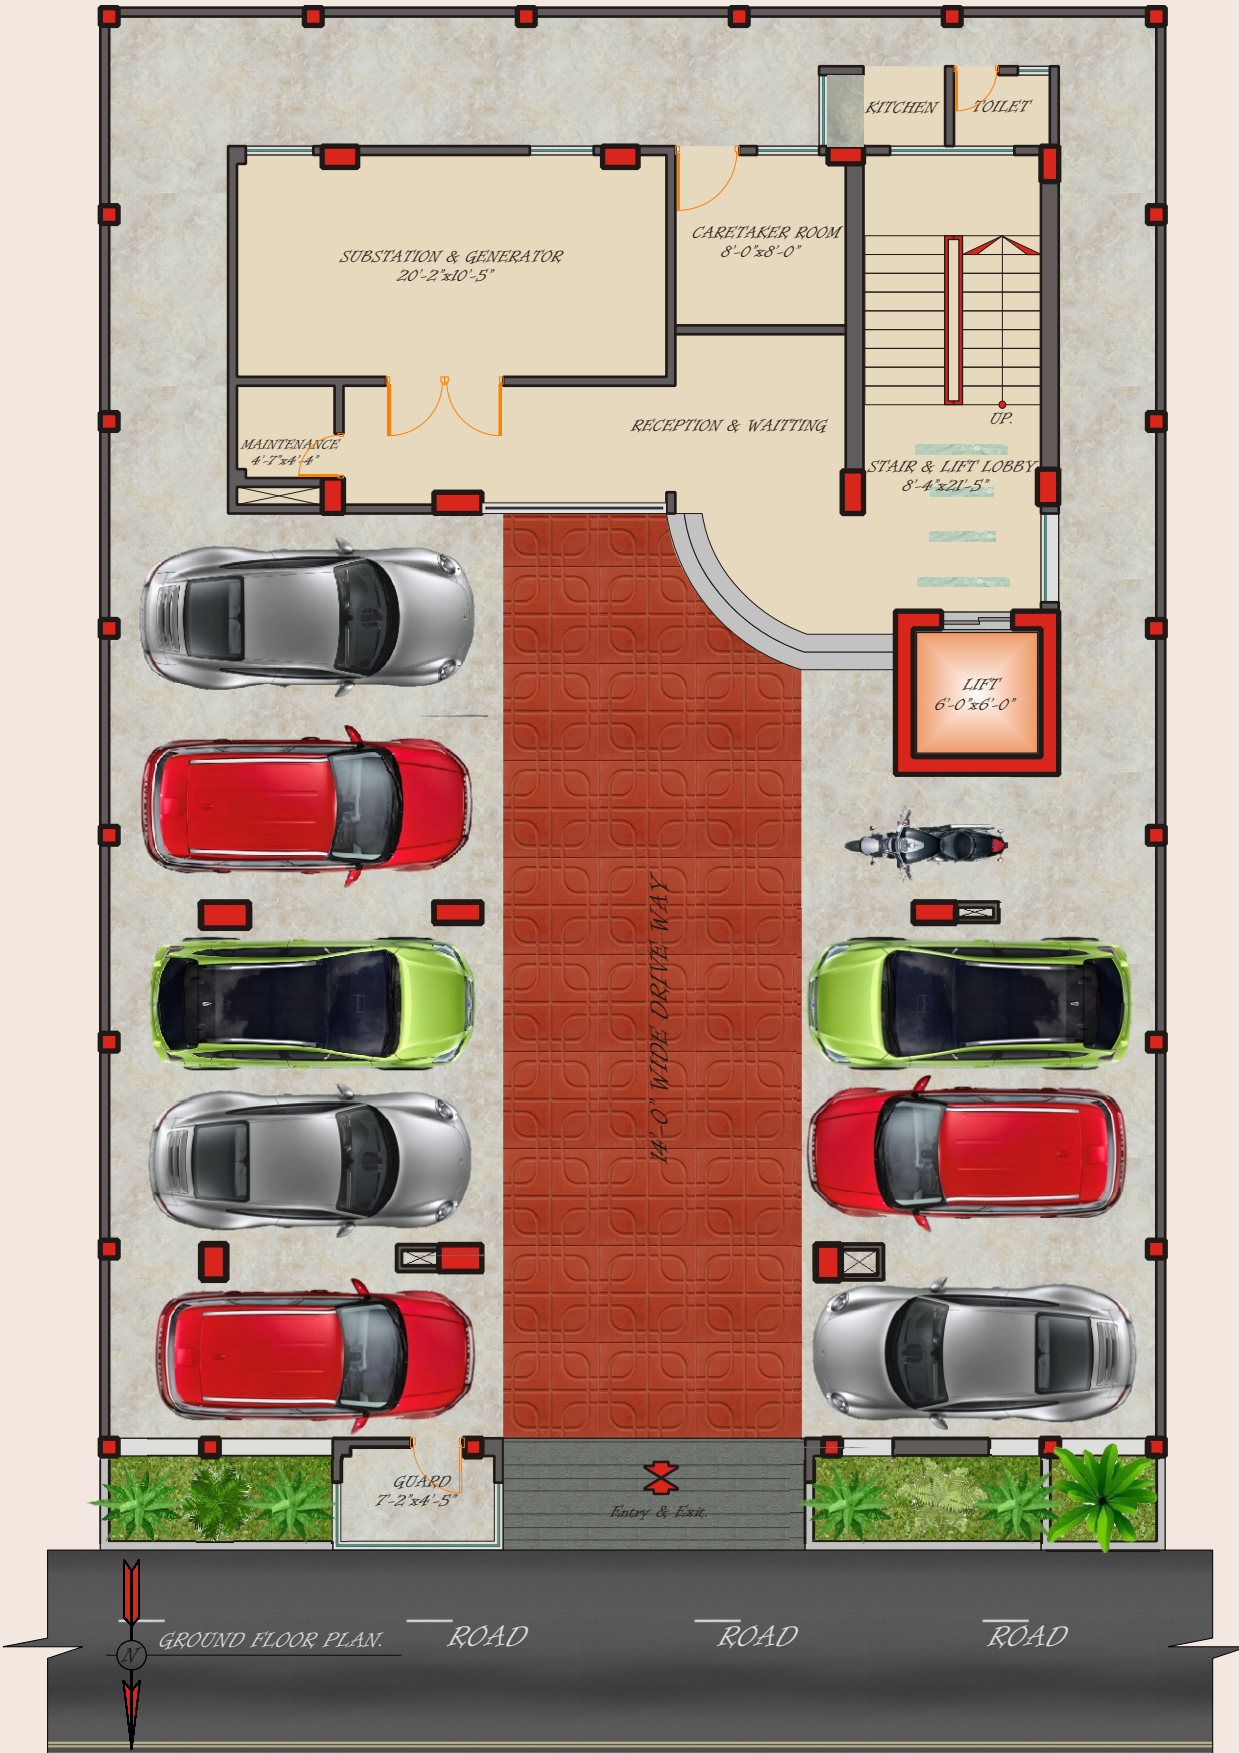 KITCHEN
TOILET
CARETAKER ROOM
8'-0"x8'-0"
SUBSTATION & GENERATOR
20'-2"x10'-5"
UP.
RECEPTION & WAITTING
MAINTENANCE
4'-7"x4'-4"
STAIR & LIFT LOBBY
8'-4"x21'-5"
LIFT
6'-0"x6'-0"
14'-0" WIDE DRIVE WAY
GUARD
7'-2"x4'-5"
Entry & Exit.
GROUND FLOOR PLAN.
ROAD
ROAD
ROAD
N